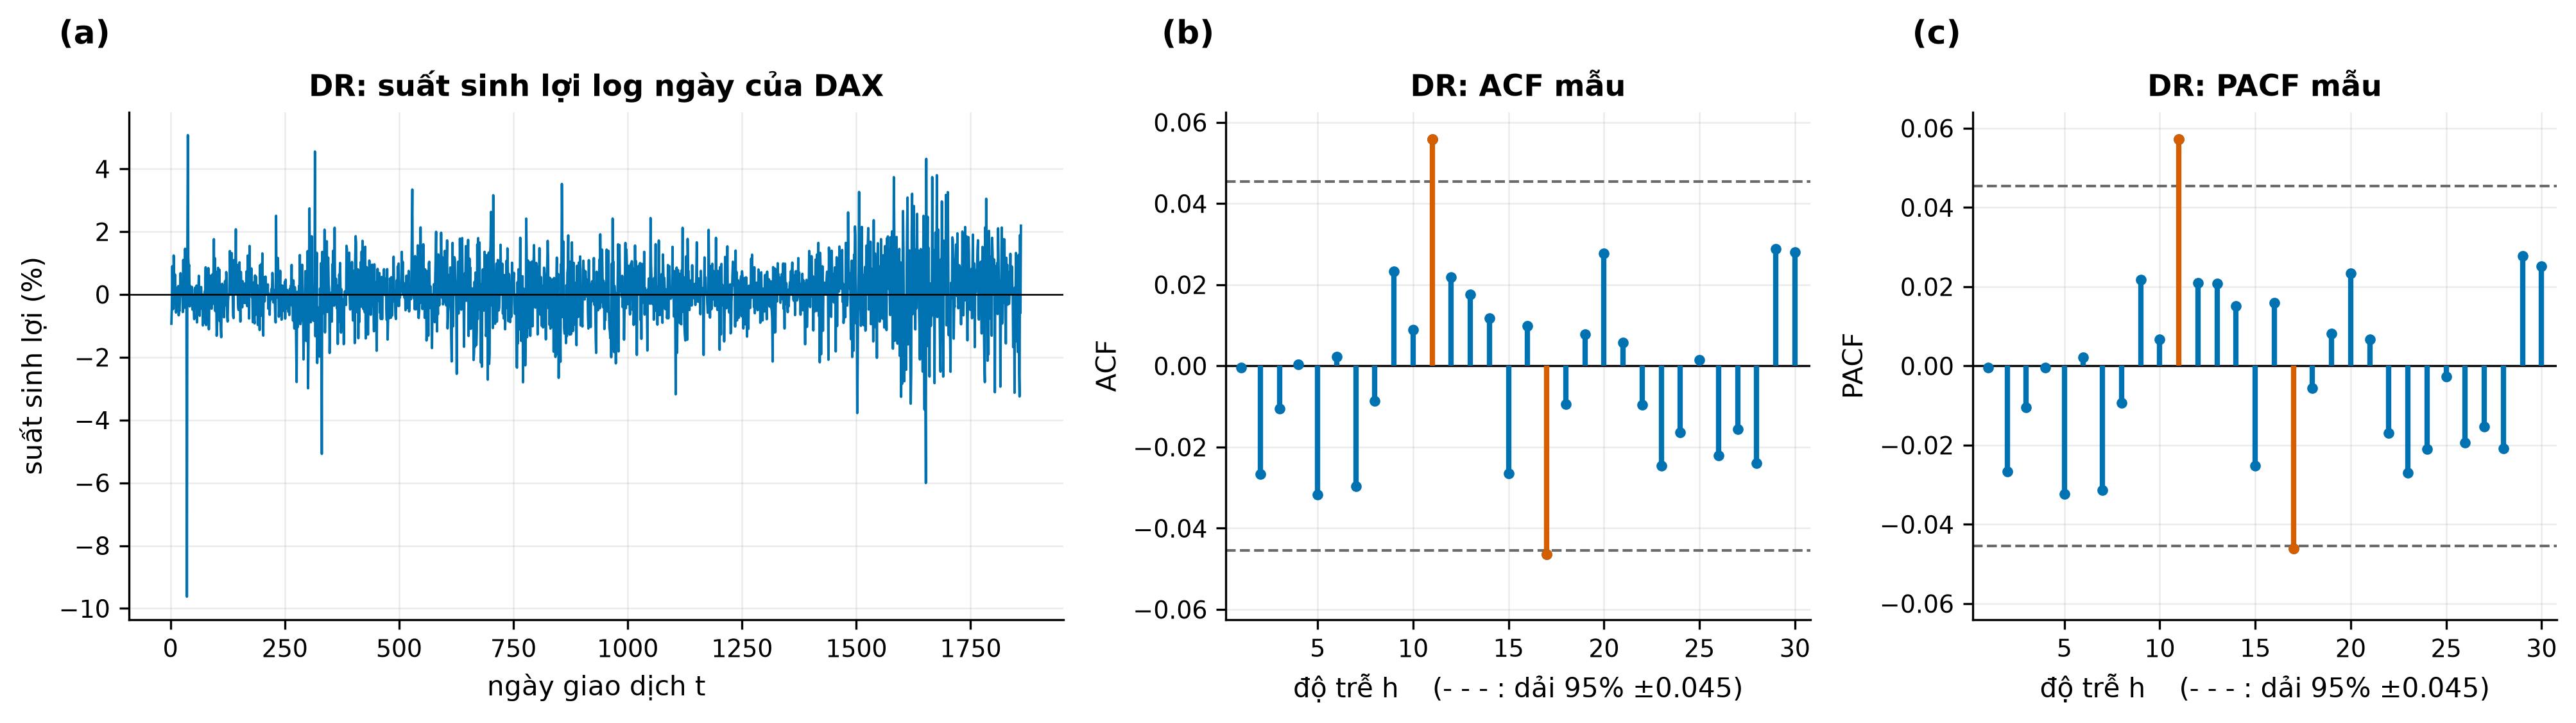 (a)
DR: suất sinh lợi log ngày của DAX
suất sinh lợi (%)
4
2
0
−2
−4
−6
−8
−10
0 250 500 750 1000 1250 1500 1750
ngày giao dịch t
(b)
DR: ACF mẫu
ACF
0.06
0.04
0.02
0.00
−0.02
−0.04
−0.06
5 10 15 20 25 30
độ trễ h (- - - : dải 95% ±0.045)
(c)
DR: PACF mẫu
PACF
0.06
0.04
0.02
0.00
−0.02
−0.04
−0.06
5 10 15 20 25 30
độ trễ h (- - - : dải 95% ±0.045)